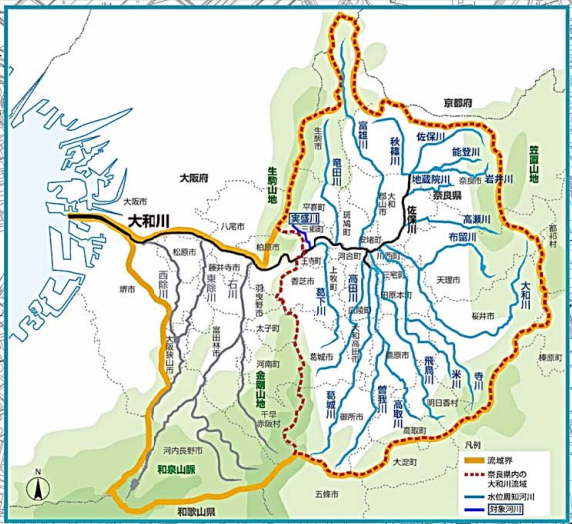 京都府
大阪府
生駒山地
笠置山地
生駒市
富雄川
秋篠川
佐保川
能登川
竜田川
地蔵院川
奈良市
岩井川
奈良県
大阪市
大和川
八尾市
平群町
実盛川
三郷町
斑鳩町
大和郡山市
佐保川
高瀬川
布留川
都祁村
柏原市
安堵町
松原市
藤井寺市
王寺町
河合町
川西町
三宅町
天理市
堺市
西除川
東除川
石川
羽曳野市
香芝市
上牧町
葛下川
高田川
広陵町
田原本町
大和川
桜井市
大阪狭山市
富田林市
太子町
河南町
大和高田市
橿原市
榛原町
葛城市
飛鳥川
米川
寺川
金剛山地
千早赤阪村
葛城川
御所市
曽我川
高取川
明日香村
高取町
河内長野市
和泉山脈
大淀町
五條市
和歌山県
N
凡例
流域界
奈良県内の
大和川流域
水位周知河川
対象河川